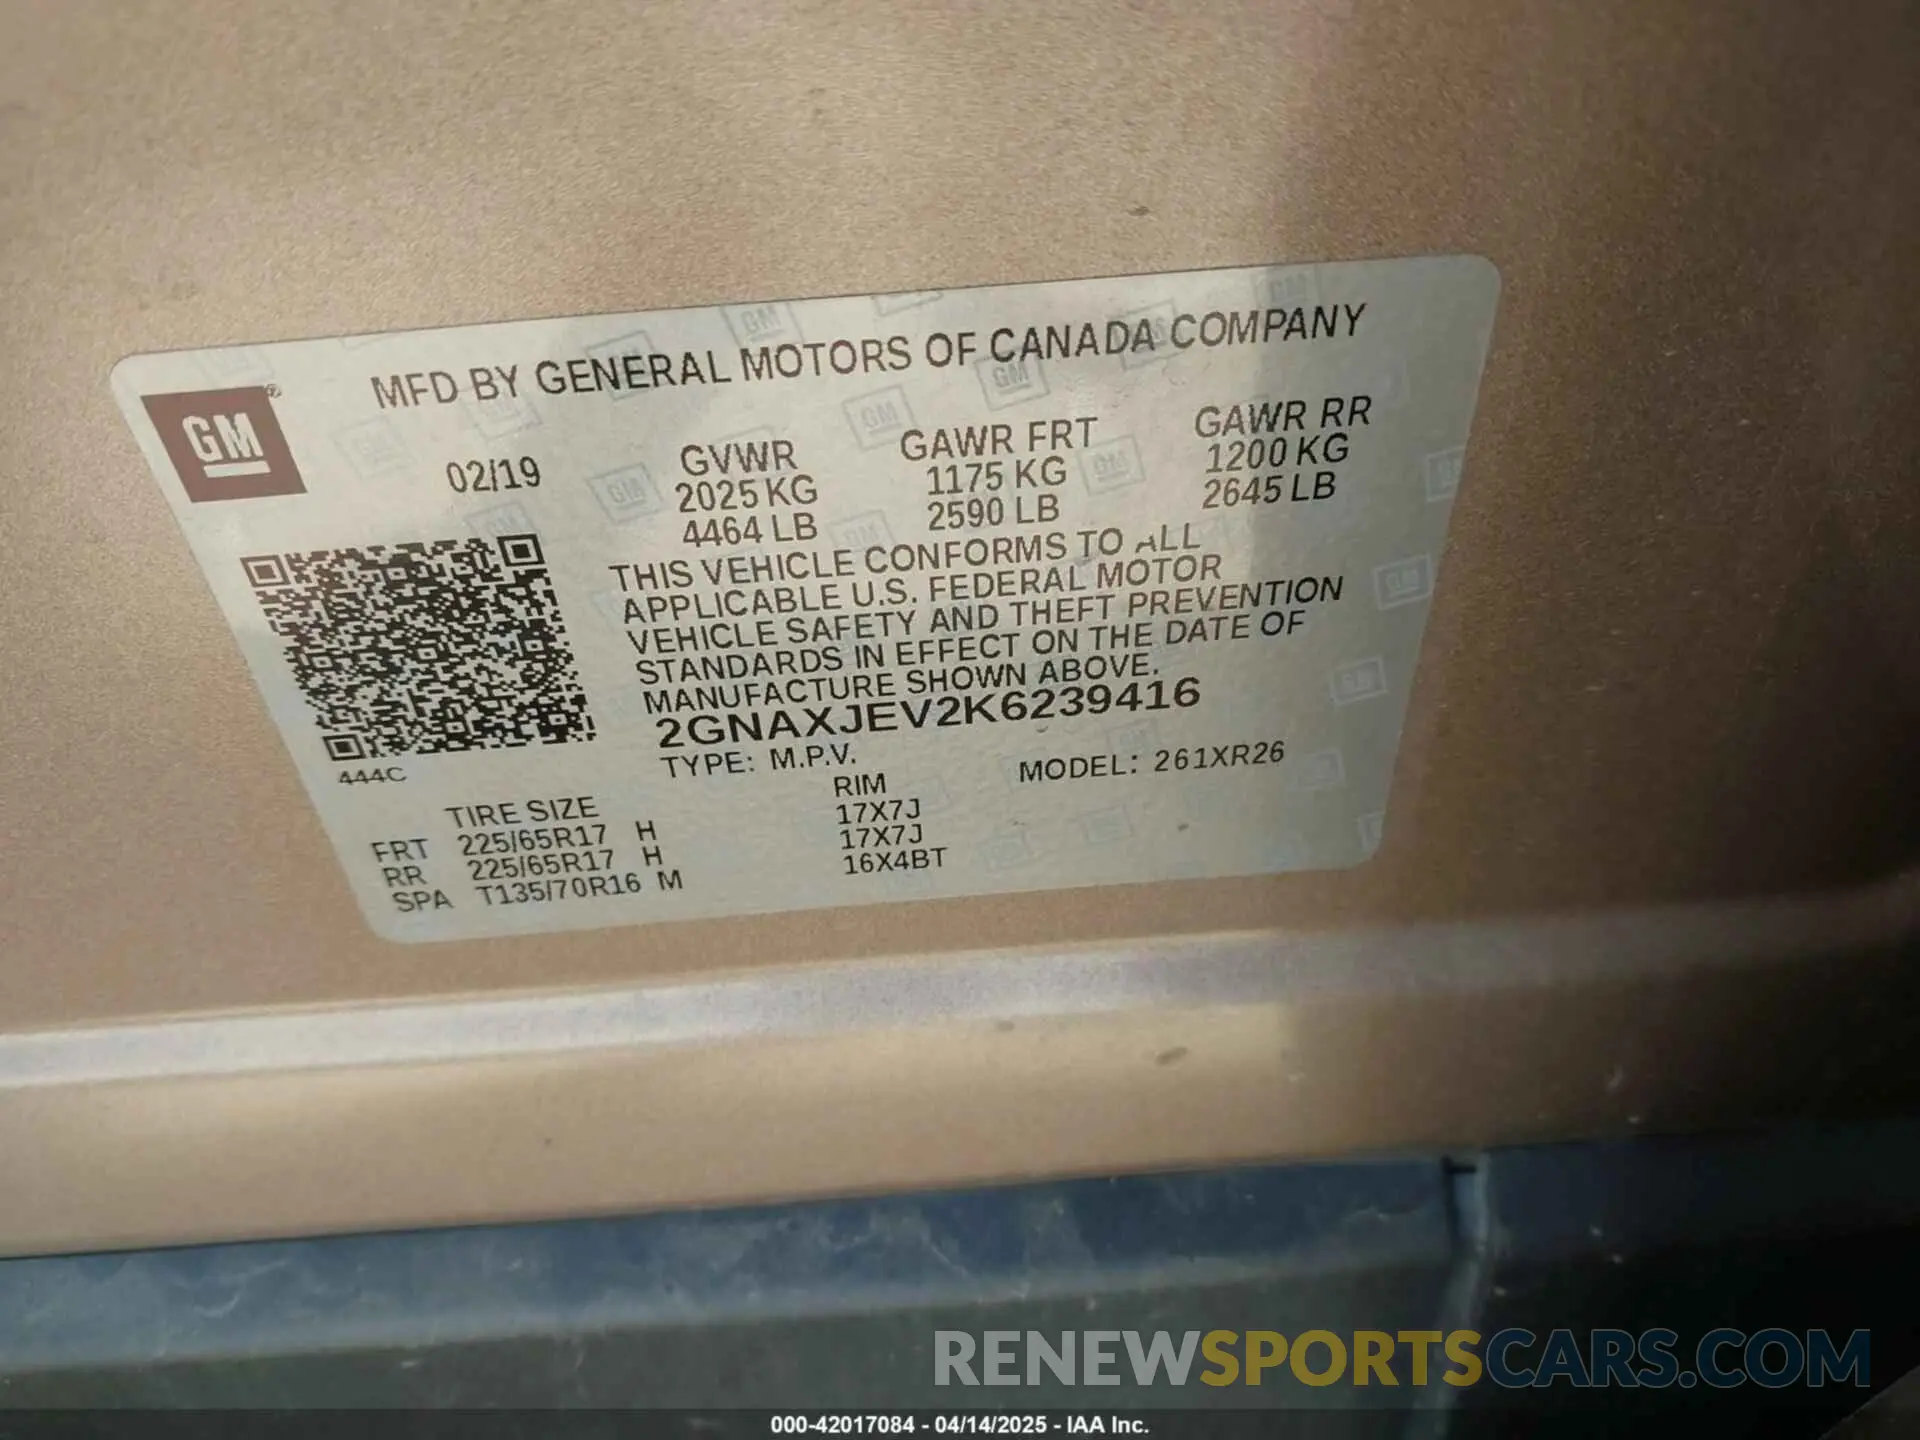 MFD BY GENERAL MOTORS OF CANADA COMPANY
GM®
02/19
GVWR
2025 KG
4464 LB
GAWR FRT
1175 KG
2590 LB
GAWR RR
1200 KG
2645 LB
THIS VEHICLE CONFORMS TO ALL
APPLICABLE U.S. FEDERAL MOTOR
VEHICLE SAFETY AND THEFT PREVENTION
STANDARDS IN EFFECT ON THE DATE OF
MANUFACTURE SHOWN ABOVE.
2GNAXJEV2K6239416
TYPE: M.P.V.
MODEL: 261XR26
444C
TIRE SIZE RIM
FRT 225/65R17 H 17X7J
RR 225/65R17 H 17X7J
SPA T135/70R16 M 16X4BT
RENEWSPORTSCARS.COM
000-42017084 - 04/14/2025 - IAA Inc.